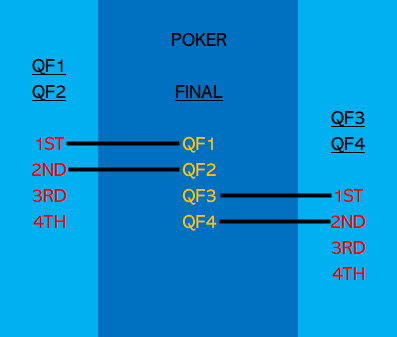 POKER
FINAL
QF1
QF2
1ST
2ND
3RD
4TH
QF1
QF2
QF3
QF4
QF3
QF4
1ST
2ND
3RD
4TH